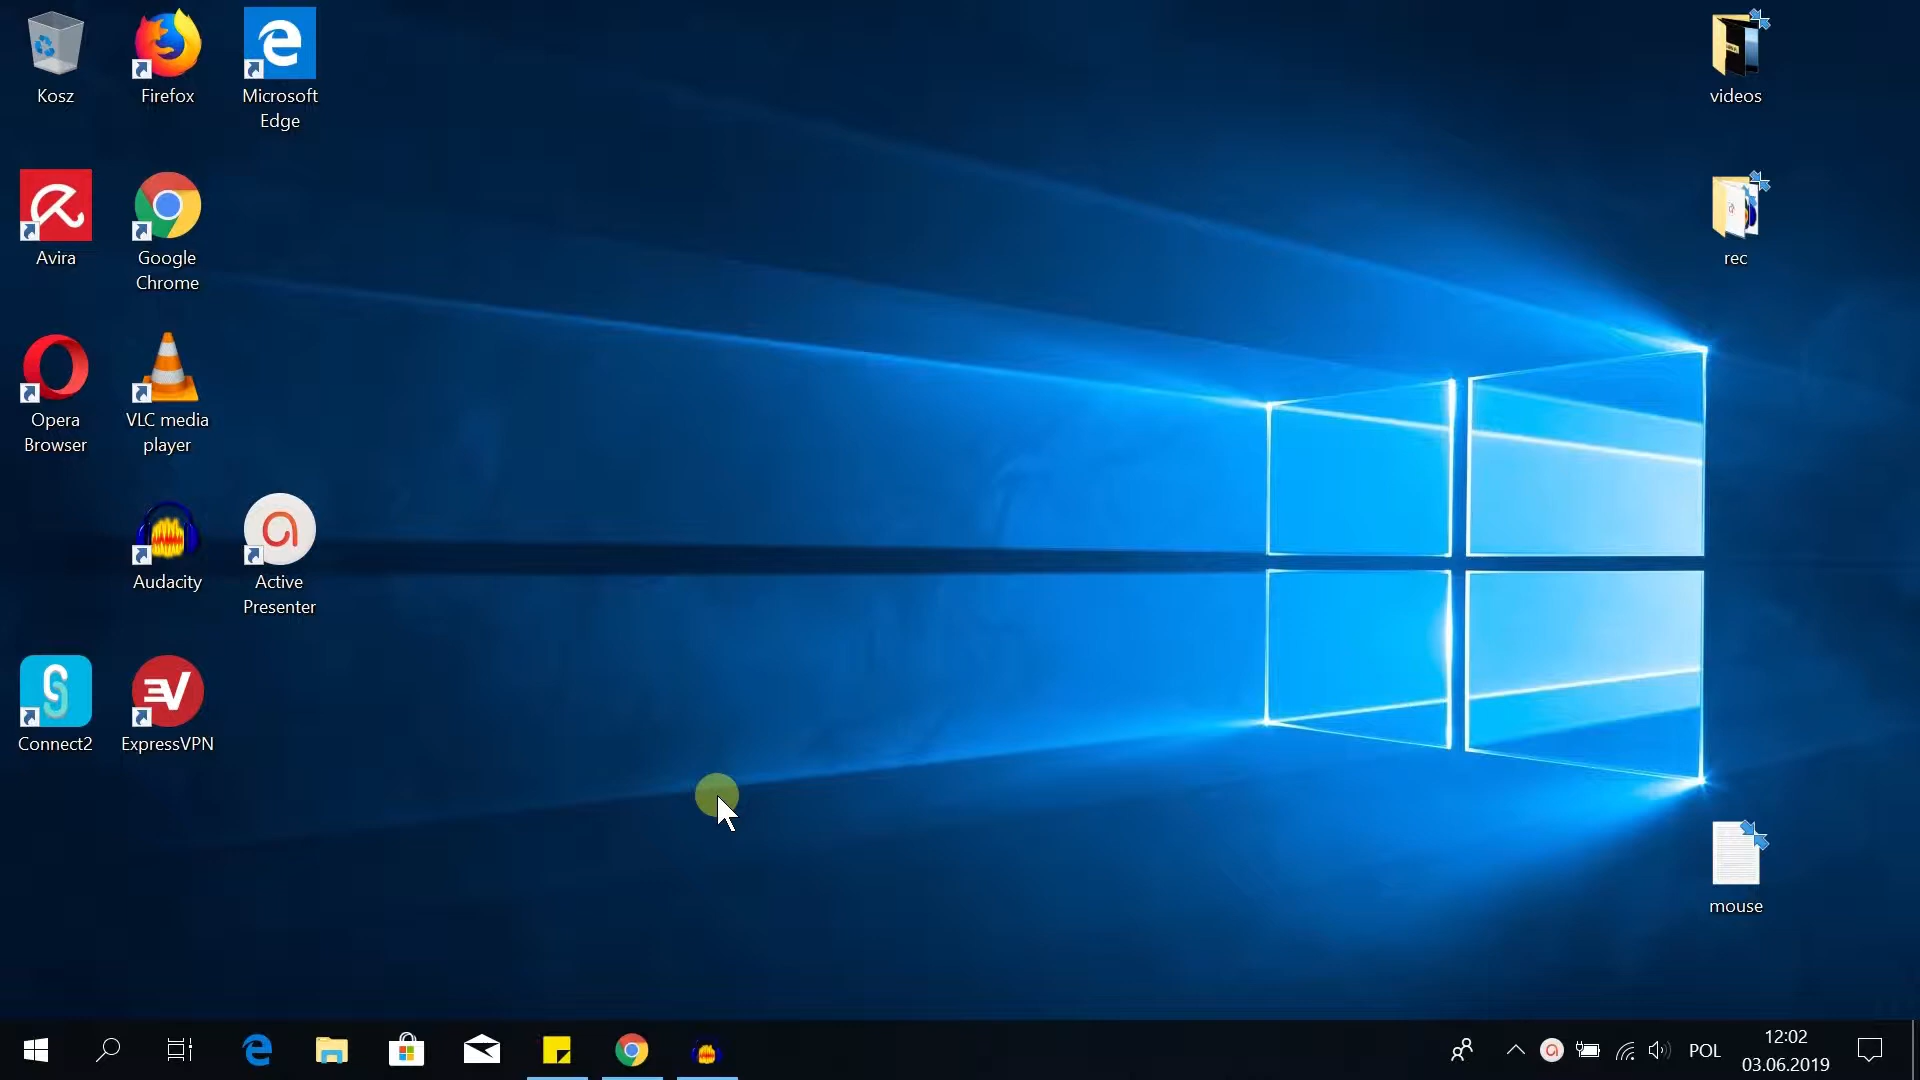 Kosz
Firefox
Microsoft
Edge
videos
Avira
Google
Chrome
rec
Opera
Browser
VLC media
player
Audacity
Active
Presenter
Connect2
ExpressVPN
mouse
POL
12:02
03.06.2019